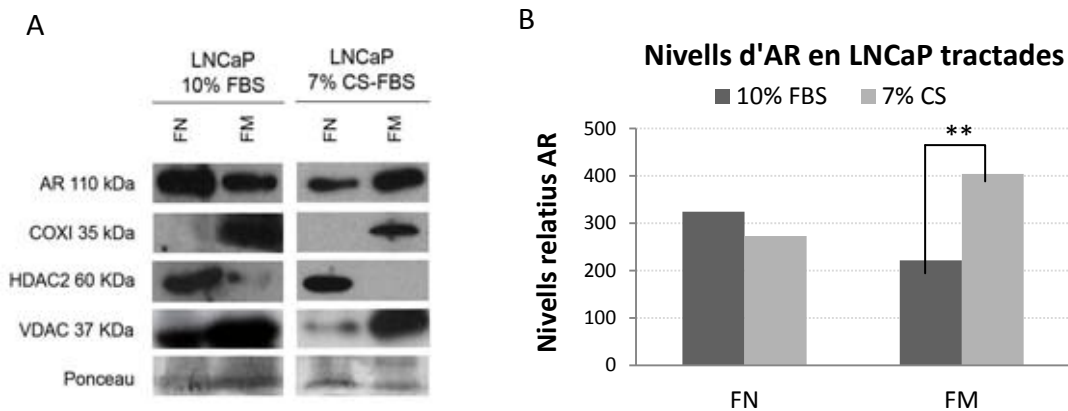 A
LNCaP
10% FBS
LNCaP
7% CS-FBS
FN
FM
FN
FM
AR 110 kDa
COXI 35 kDa
HDAC2 60 KDa
VDAC 37 KDa
Ponceau
B
Nivells d'AR en LNCaP tractades
10% FBS 7% CS
Nivells relatius AR
500
400
300
200
100
0
**
FN FM